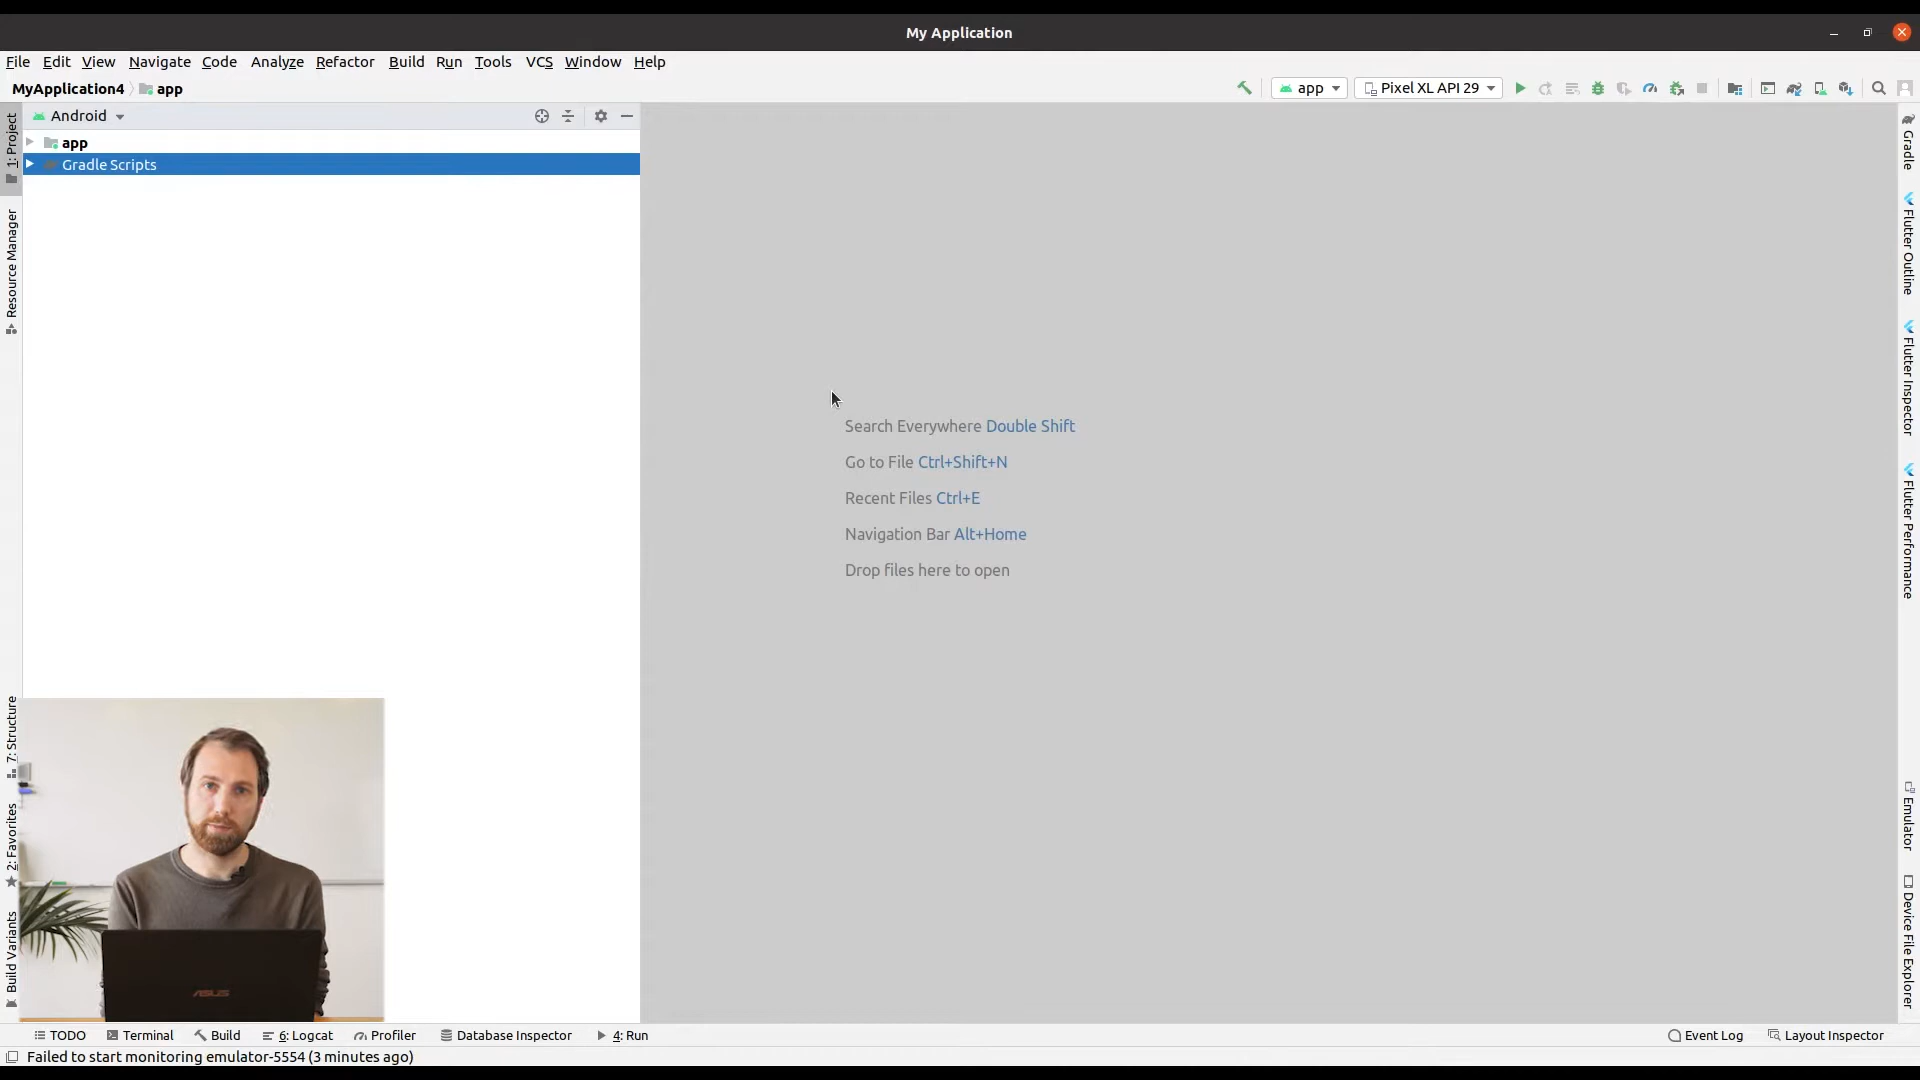 My Application
File Edit View Navigate Code Analyze Refactor Build Run Tools VCS Window Help
MyApplication4 app
app Pixel XL API 29
Android
app
Gradle Scripts
1: Project
Resource Manager
7: Structure
2: Favorites
Build Variants
Search Everywhere Double Shift
Go to File Ctrl+Shift+N
Recent Files Ctrl+E
Navigation Bar Alt+Home
Drop files here to open
Gradle
Flutter Outline
Flutter Inspector
Flutter Performance
Emulator
Device File Explorer
ASUS
TODO Terminal Build 6: Logcat Profiler Database Inspector 4: Run Event Log Layout Inspector
Failed to start monitoring emulator-5554 (3 minutes ago)